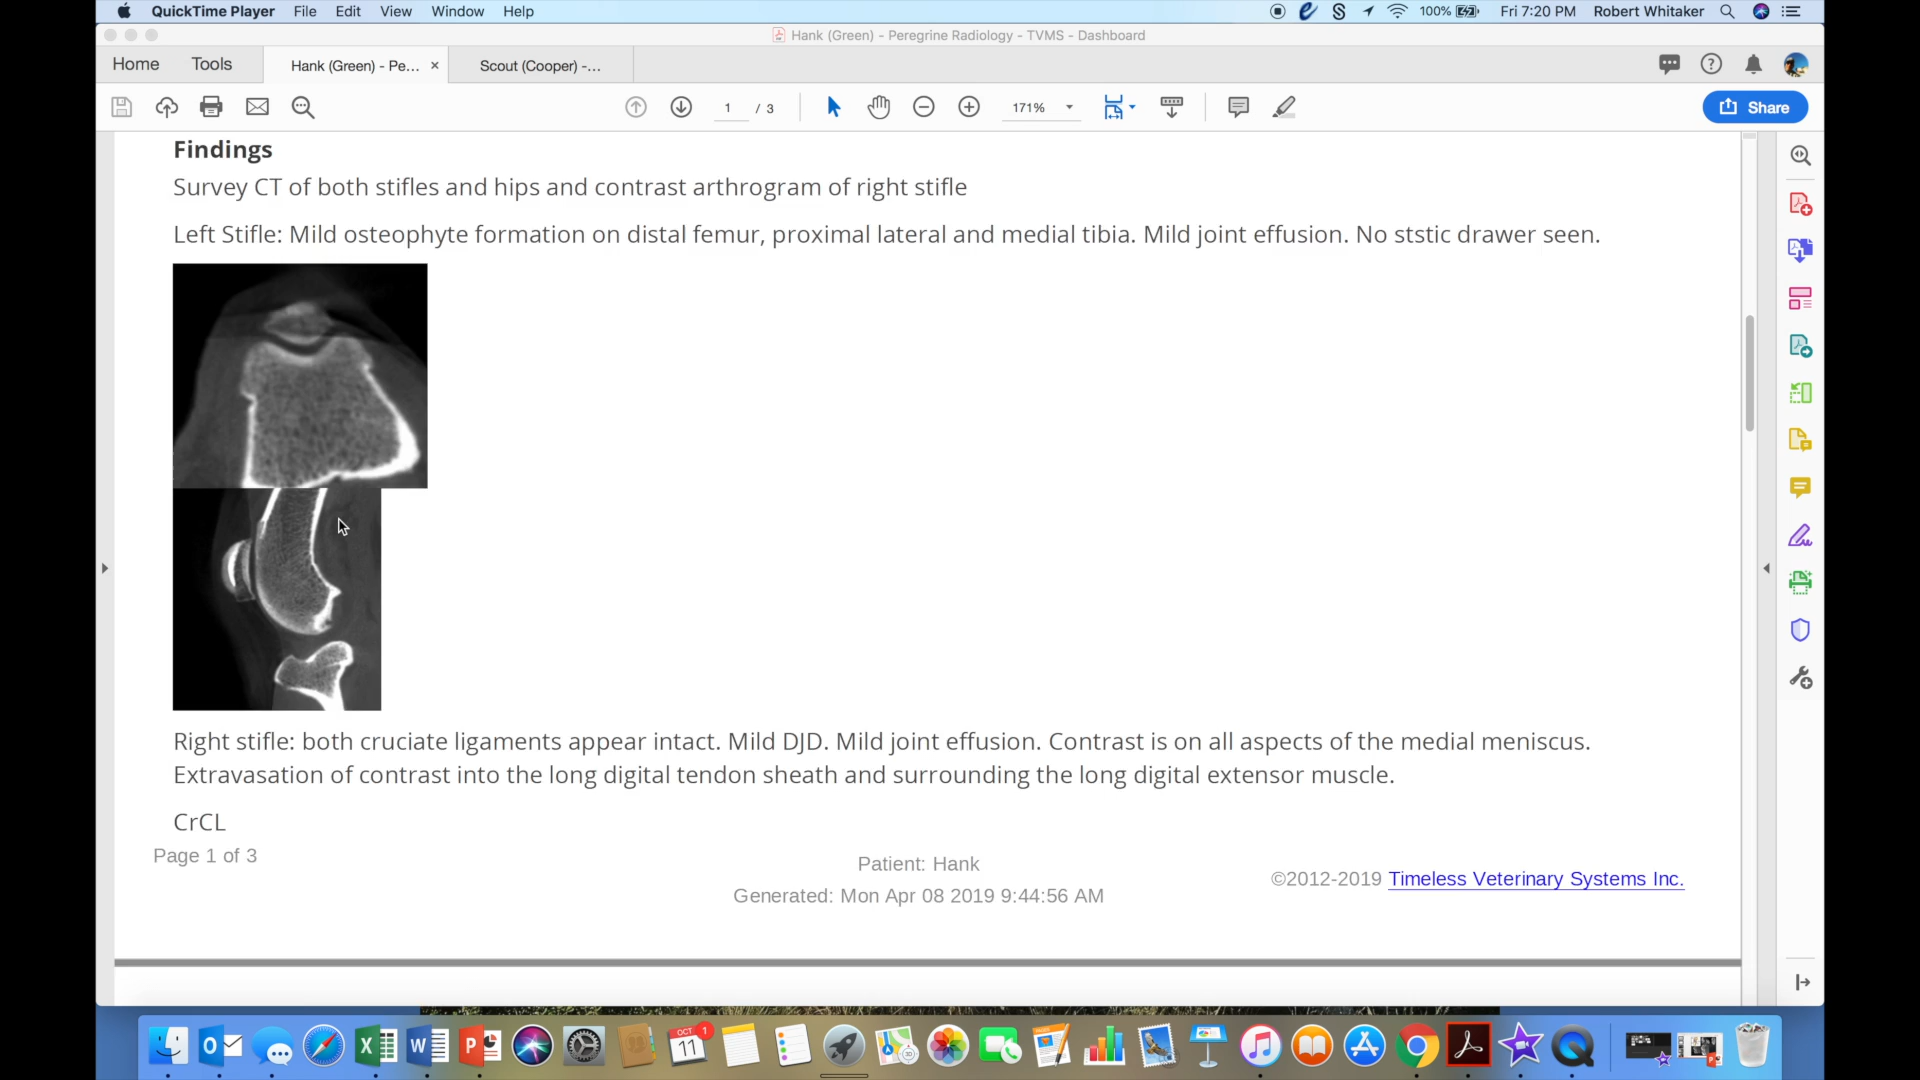 QuickTime Player File Edit View Window Help 100% Fri 7:20 PM Robert Whitaker
Hank (Green) - Peregrine Radiology - TVMS - Dashboard
Home Tools Hank (Green) - Pe... × Scout (Cooper) -...
1 / 3 171% Share
Findings
Survey CT of both stifles and hips and contrast arthrogram of right stifle
Left Stifle: Mild osteophyte formation on distal femur, proximal lateral and medial tibia. Mild joint effusion. No ststic drawer seen.
Right stifle: both cruciate ligaments appear intact. Mild DJD. Mild joint effusion. Contrast is on all aspects of the medial meniscus.
Extravasation of contrast into the long digital tendon sheath and surrounding the long digital extensor muscle.
CrCL
Page 1 of 3
Patient: Hank
Generated: Mon Apr 08 2019 9:44:56 AM
©2012-2019 Timeless Veterinary Systems Inc.
OCT 11 1